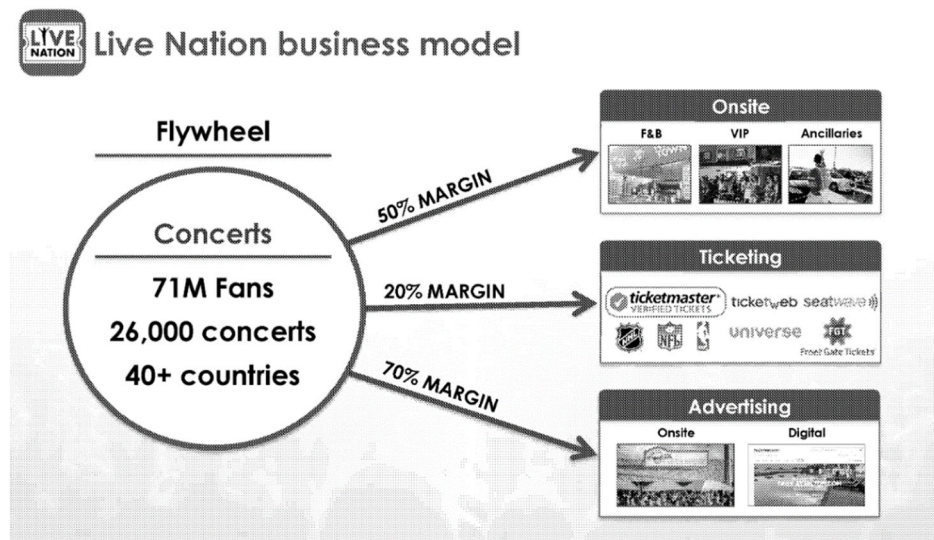 LIVE
NATION
Live Nation business model
Flywheel
Concerts
71M Fans
26,000 concerts
40+ countries
50% MARGIN
20% MARGIN
70% MARGIN
Onsite
F&B VIP Ancillaries
Ticketing
ticketmaster®
VERIFIED TICKETS
ticketweb seatwave
NHL NFL
universe
FGT
Front Gate Tickets
Advertising
Onsite Digital